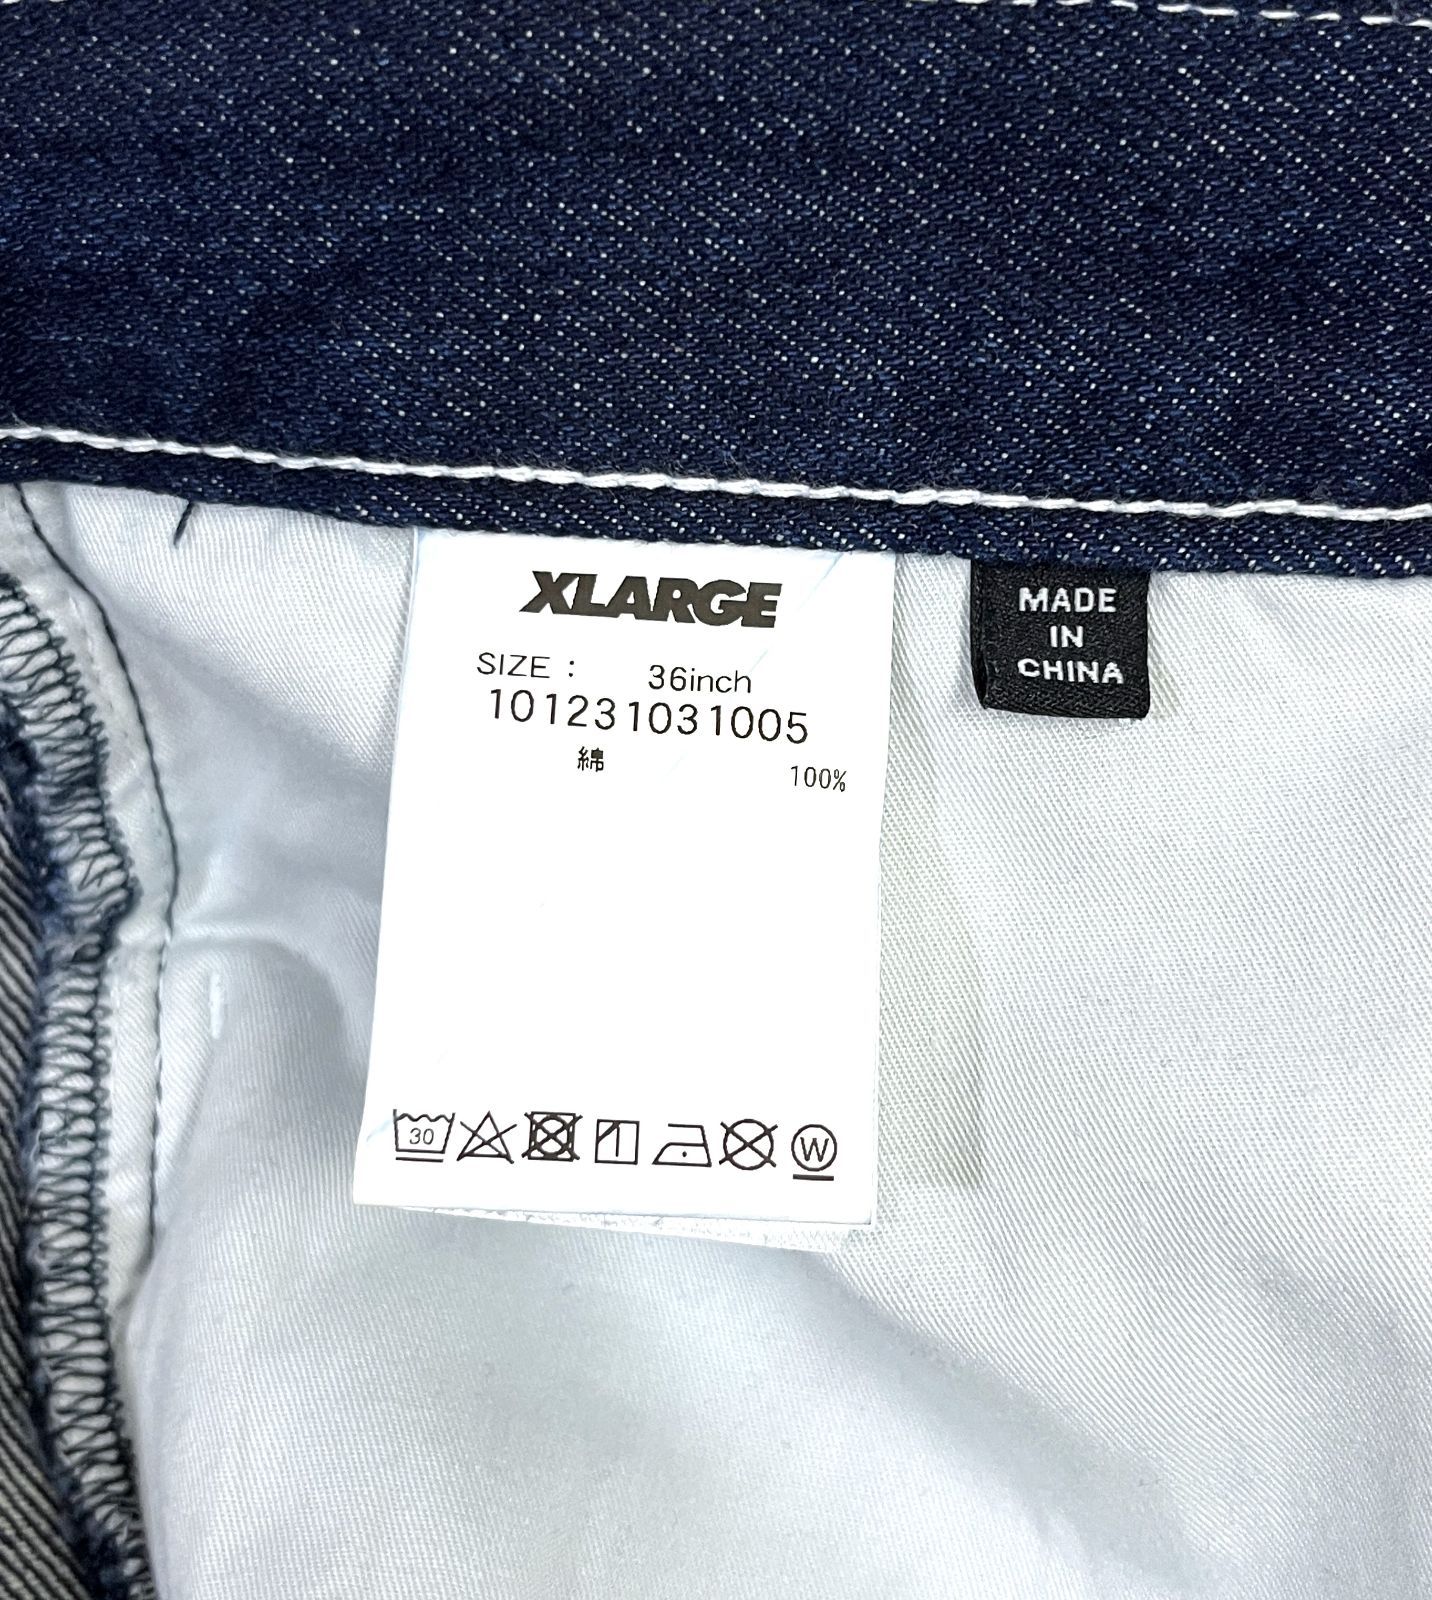 XLARGE
SIZE : 36inch
101231031005
綿 100%
30
W
MADE
IN
CHINA